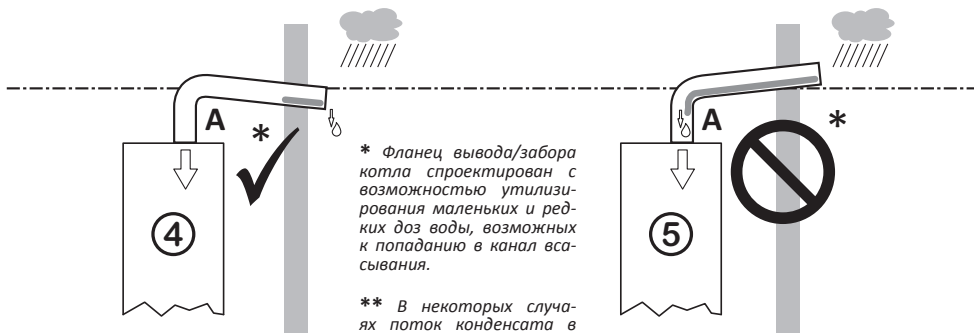 A
*
4
* Фланец вывода/забора
котла спроектирован с
возможностью утилизи-
рования маленьких и ред-
ких доз воды, возможных
к попаданию в канал вса-
сывания.
** В некоторых случа-
ях поток конденсата в
A
*
5